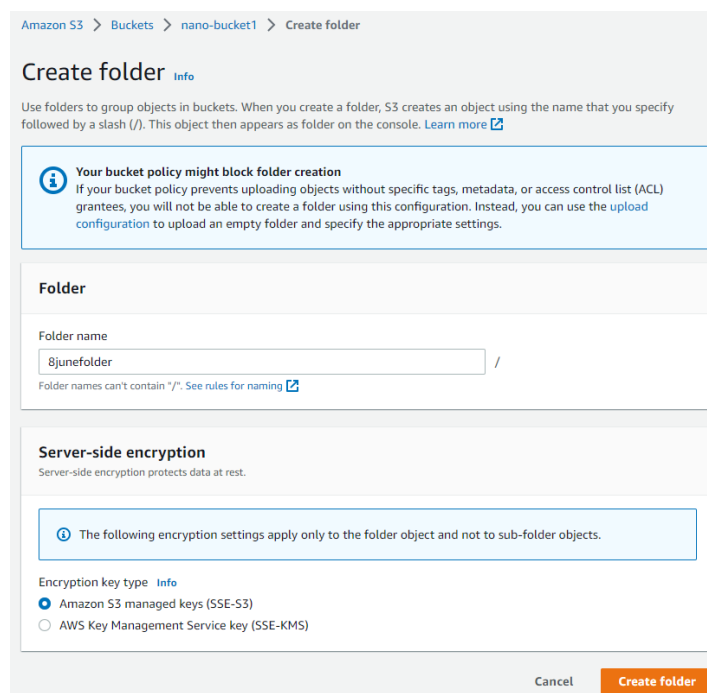 Amazon S3 > Buckets > nano-bucket1 > Create folder
Create folder Info
Use folders to group objects in buckets. When you create a folder, S3 creates an object using the name that you specify
followed by a slash (/). This object then appears as folder on the console. Learn more
Your bucket policy might block folder creation
If your bucket policy prevents uploading objects without specific tags, metadata, or access control list (ACL)
grantees, you will not be able to create a folder using this configuration. Instead, you can use the upload
configuration to upload an empty folder and specify the appropriate settings.
Folder
Folder name
8junefolder /
Folder names can't contain "/". See rules for naming
Server-side encryption
Server-side encryption protects data at rest.
The following encryption settings apply only to the folder object and not to sub-folder objects.
Encryption key type Info
Amazon S3 managed keys (SSE-S3)
AWS Key Management Service key (SSE-KMS)
Cancel Create folder